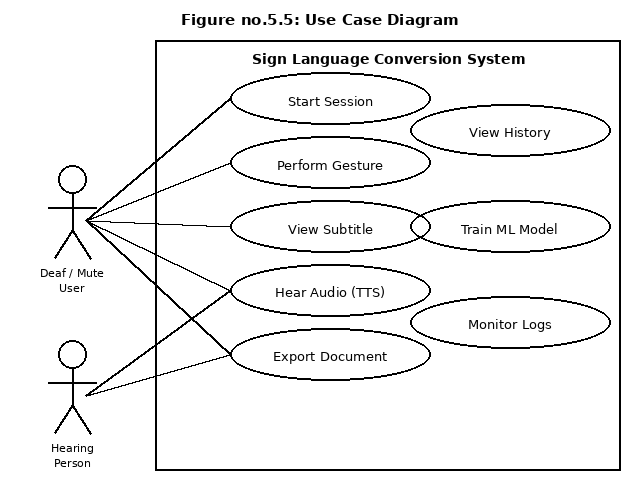 Figure no.5.5: Use Case Diagram
Sign Language Conversion System
Start Session
View History
Perform Gesture
View Subtitle
Train ML Model
Deaf / Mute
User
Hear Audio (TTS)
Monitor Logs
Export Document
Hearing
Person